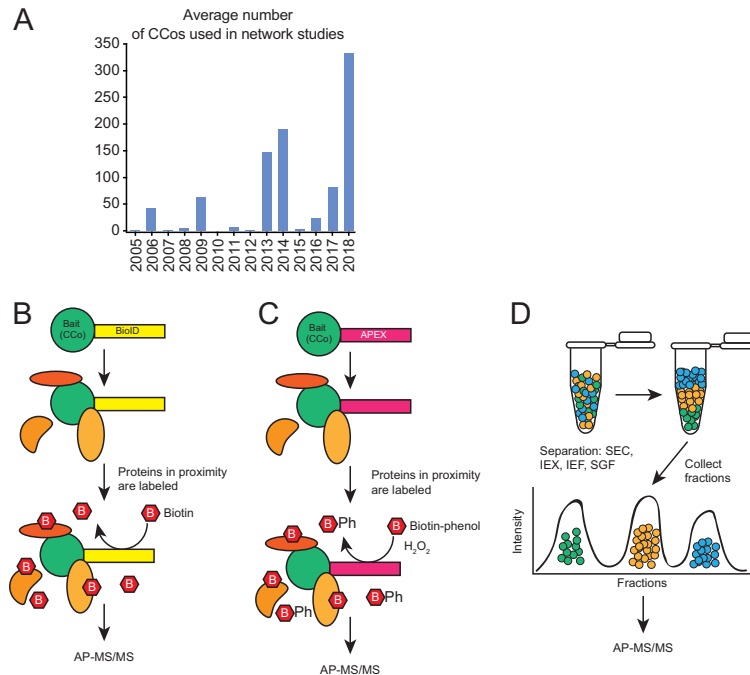 A
Average number
of CCos used in network studies
350
300
250
200
150
100
50
0
2005
2006
2007
2008
2009
2010
2011
2012
2013
2014
2015
2016
2017
2018
B
Bait
(CCo)
BioID
Proteins in proximity
are labeled
B
B
B Biotin
B
B
B
B
AP-MS/MS
C
Bait
(CCo)
APEX
Proteins in proximity
are labeled
B
BPh
B Biotin-phenol
H₂O₂
B
BPh
B
BPh
AP-MS/MS
D
Separation: SEC,
IEX, IEF, SGF
Collect
fractions
Intensity
Fractions
AP-MS/MS